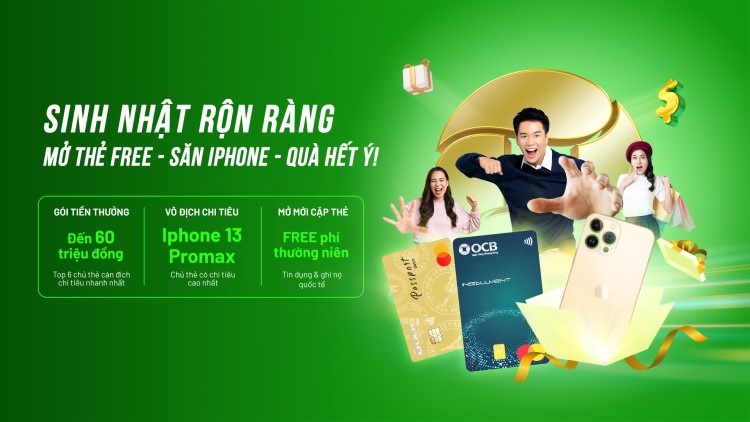 SINH NHẬT RỘN RÀNG
MỞ THẺ FREE - SĂN IPHONE - QUÀ HẾT Ý!
GÓI TIỀN THƯỞNG
Đến 60
triệu đồng
Top 6 chủ thẻ cán đích
chi tiêu nhanh nhất
VÔ ĐỊCH CHI TIÊU
Iphone 13
Promax
Chủ thẻ có chi tiêu
cao nhất
MỞ MỚI CẶP THẺ
FREE phí
thường niên
Tín dụng & ghi nợ
quốc tế
Passport
OCB
INSTALLMENT